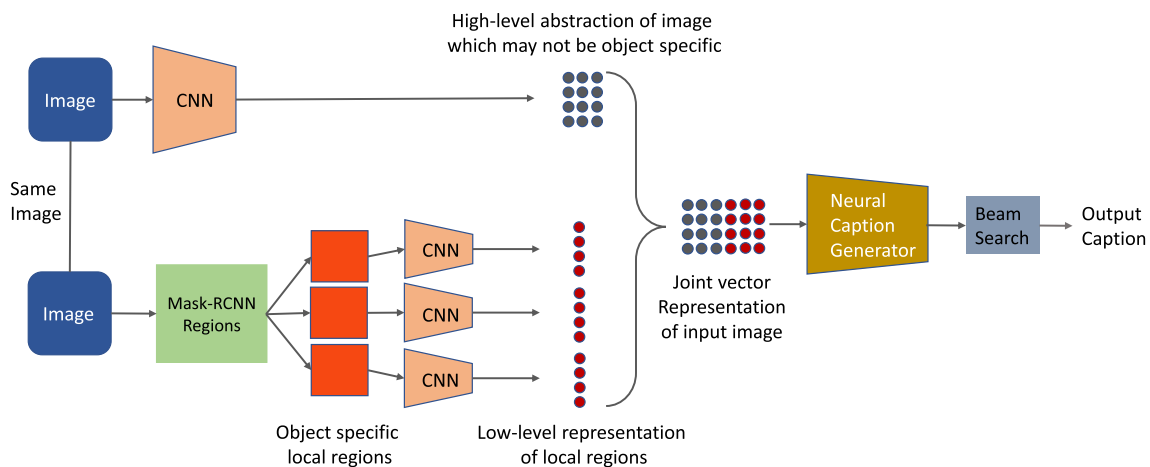 High-level abstraction of image
which may not be object specific
Image
CNN
Same
Image
Image
Mask-RCNN
Regions
CNN
CNN
CNN
Object specific
local regions
Low-level representation
of local regions
Joint vector
Representation
of input image
Neural
Caption
Generator
Beam
Search
Output
Caption